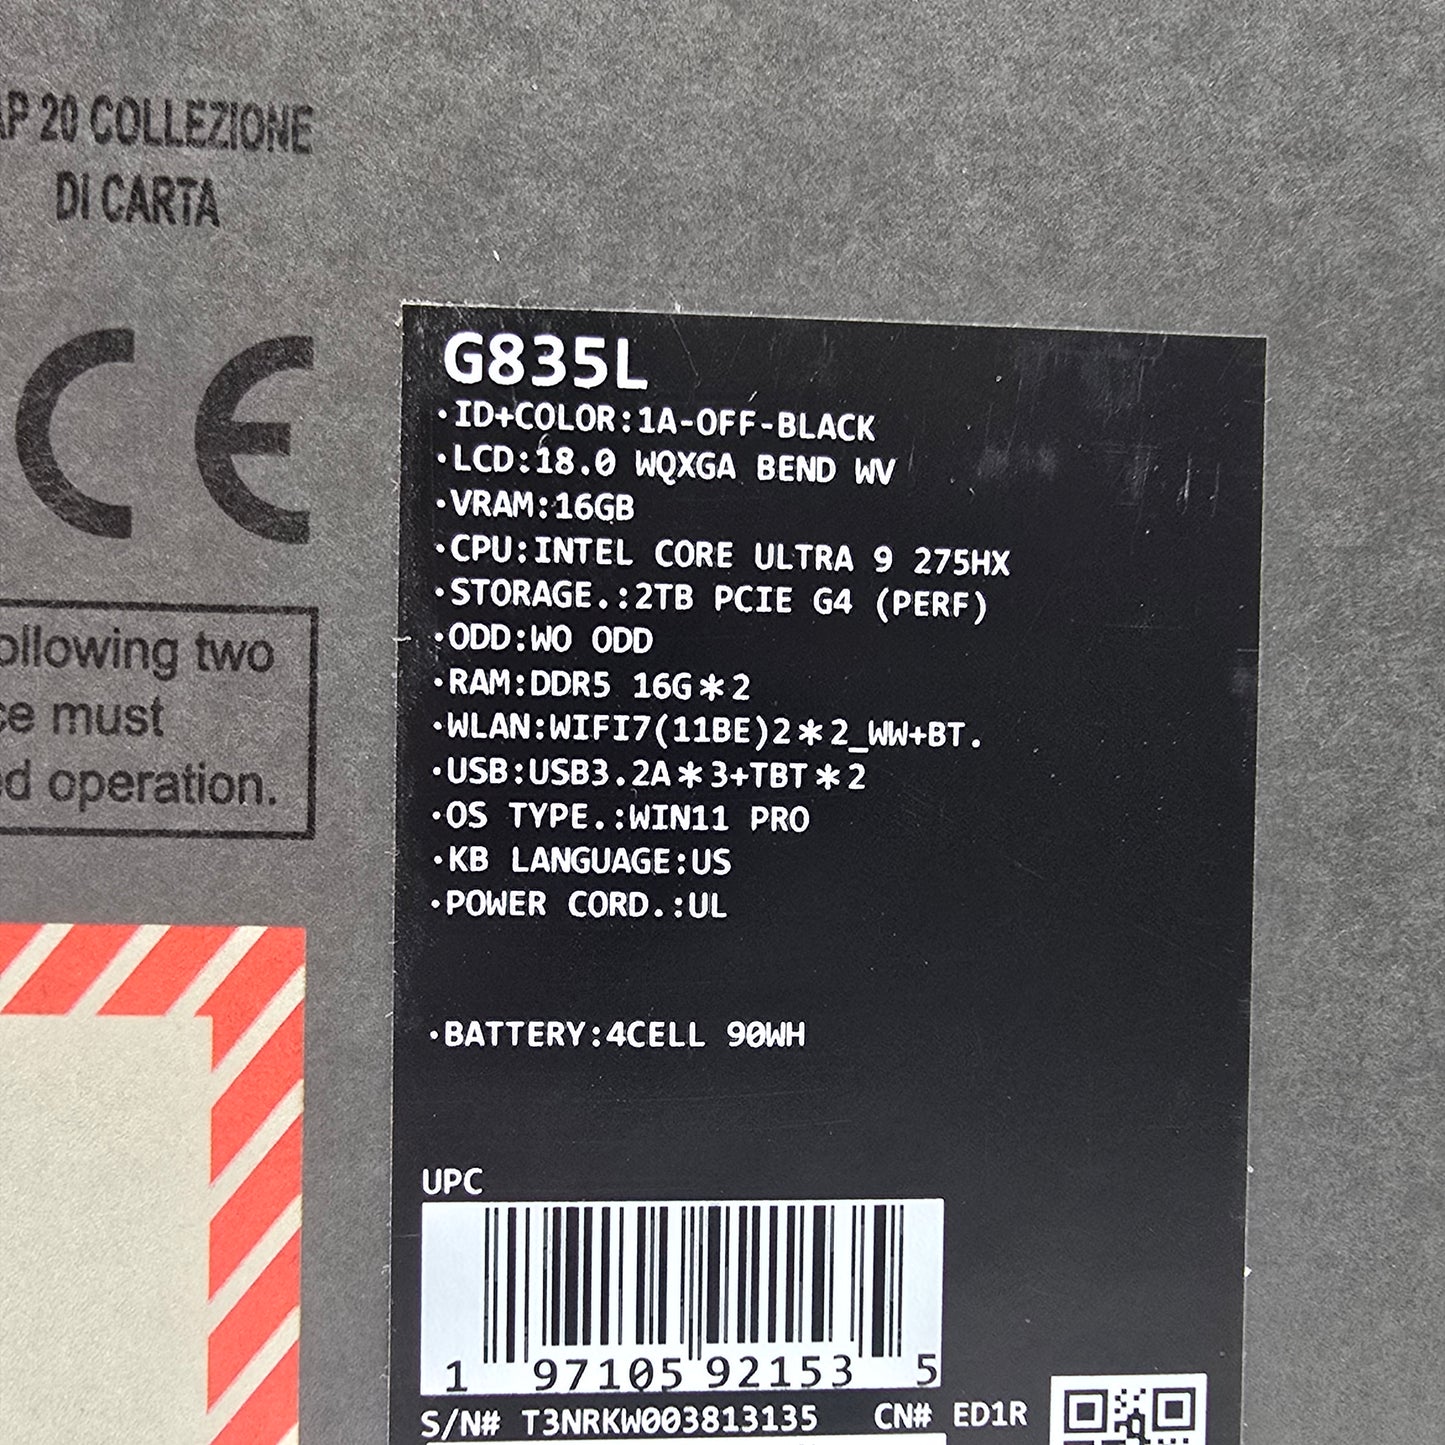 AP 20 COLLEZIONE
DI CARTA
CE
following two
must
operation.
G835L
·ID+COLOR:1A-OFF-BLACK
·LCD:18.0 WQXGA BEND WV
·VRAM:16GB
·CPU:INTEL CORE ULTRA 9 275HX
·STORAGE.:2TB PCIE G4 (PERF)
·ODD:WO ODD
·RAM:DDR5 16G*2
·WLAN:WIFI7(11BE)2*2_WW+BT.
·USB:USB3.2A*3+TBT*2
·OS TYPE.:WIN11 PRO
·KB LANGUAGE:US
·POWER CORD.:UL
·BATTERY:4CELL 90WH
UPC
1 97105 92153 5
S/N# T3NRKW003813135 CN# ED1R